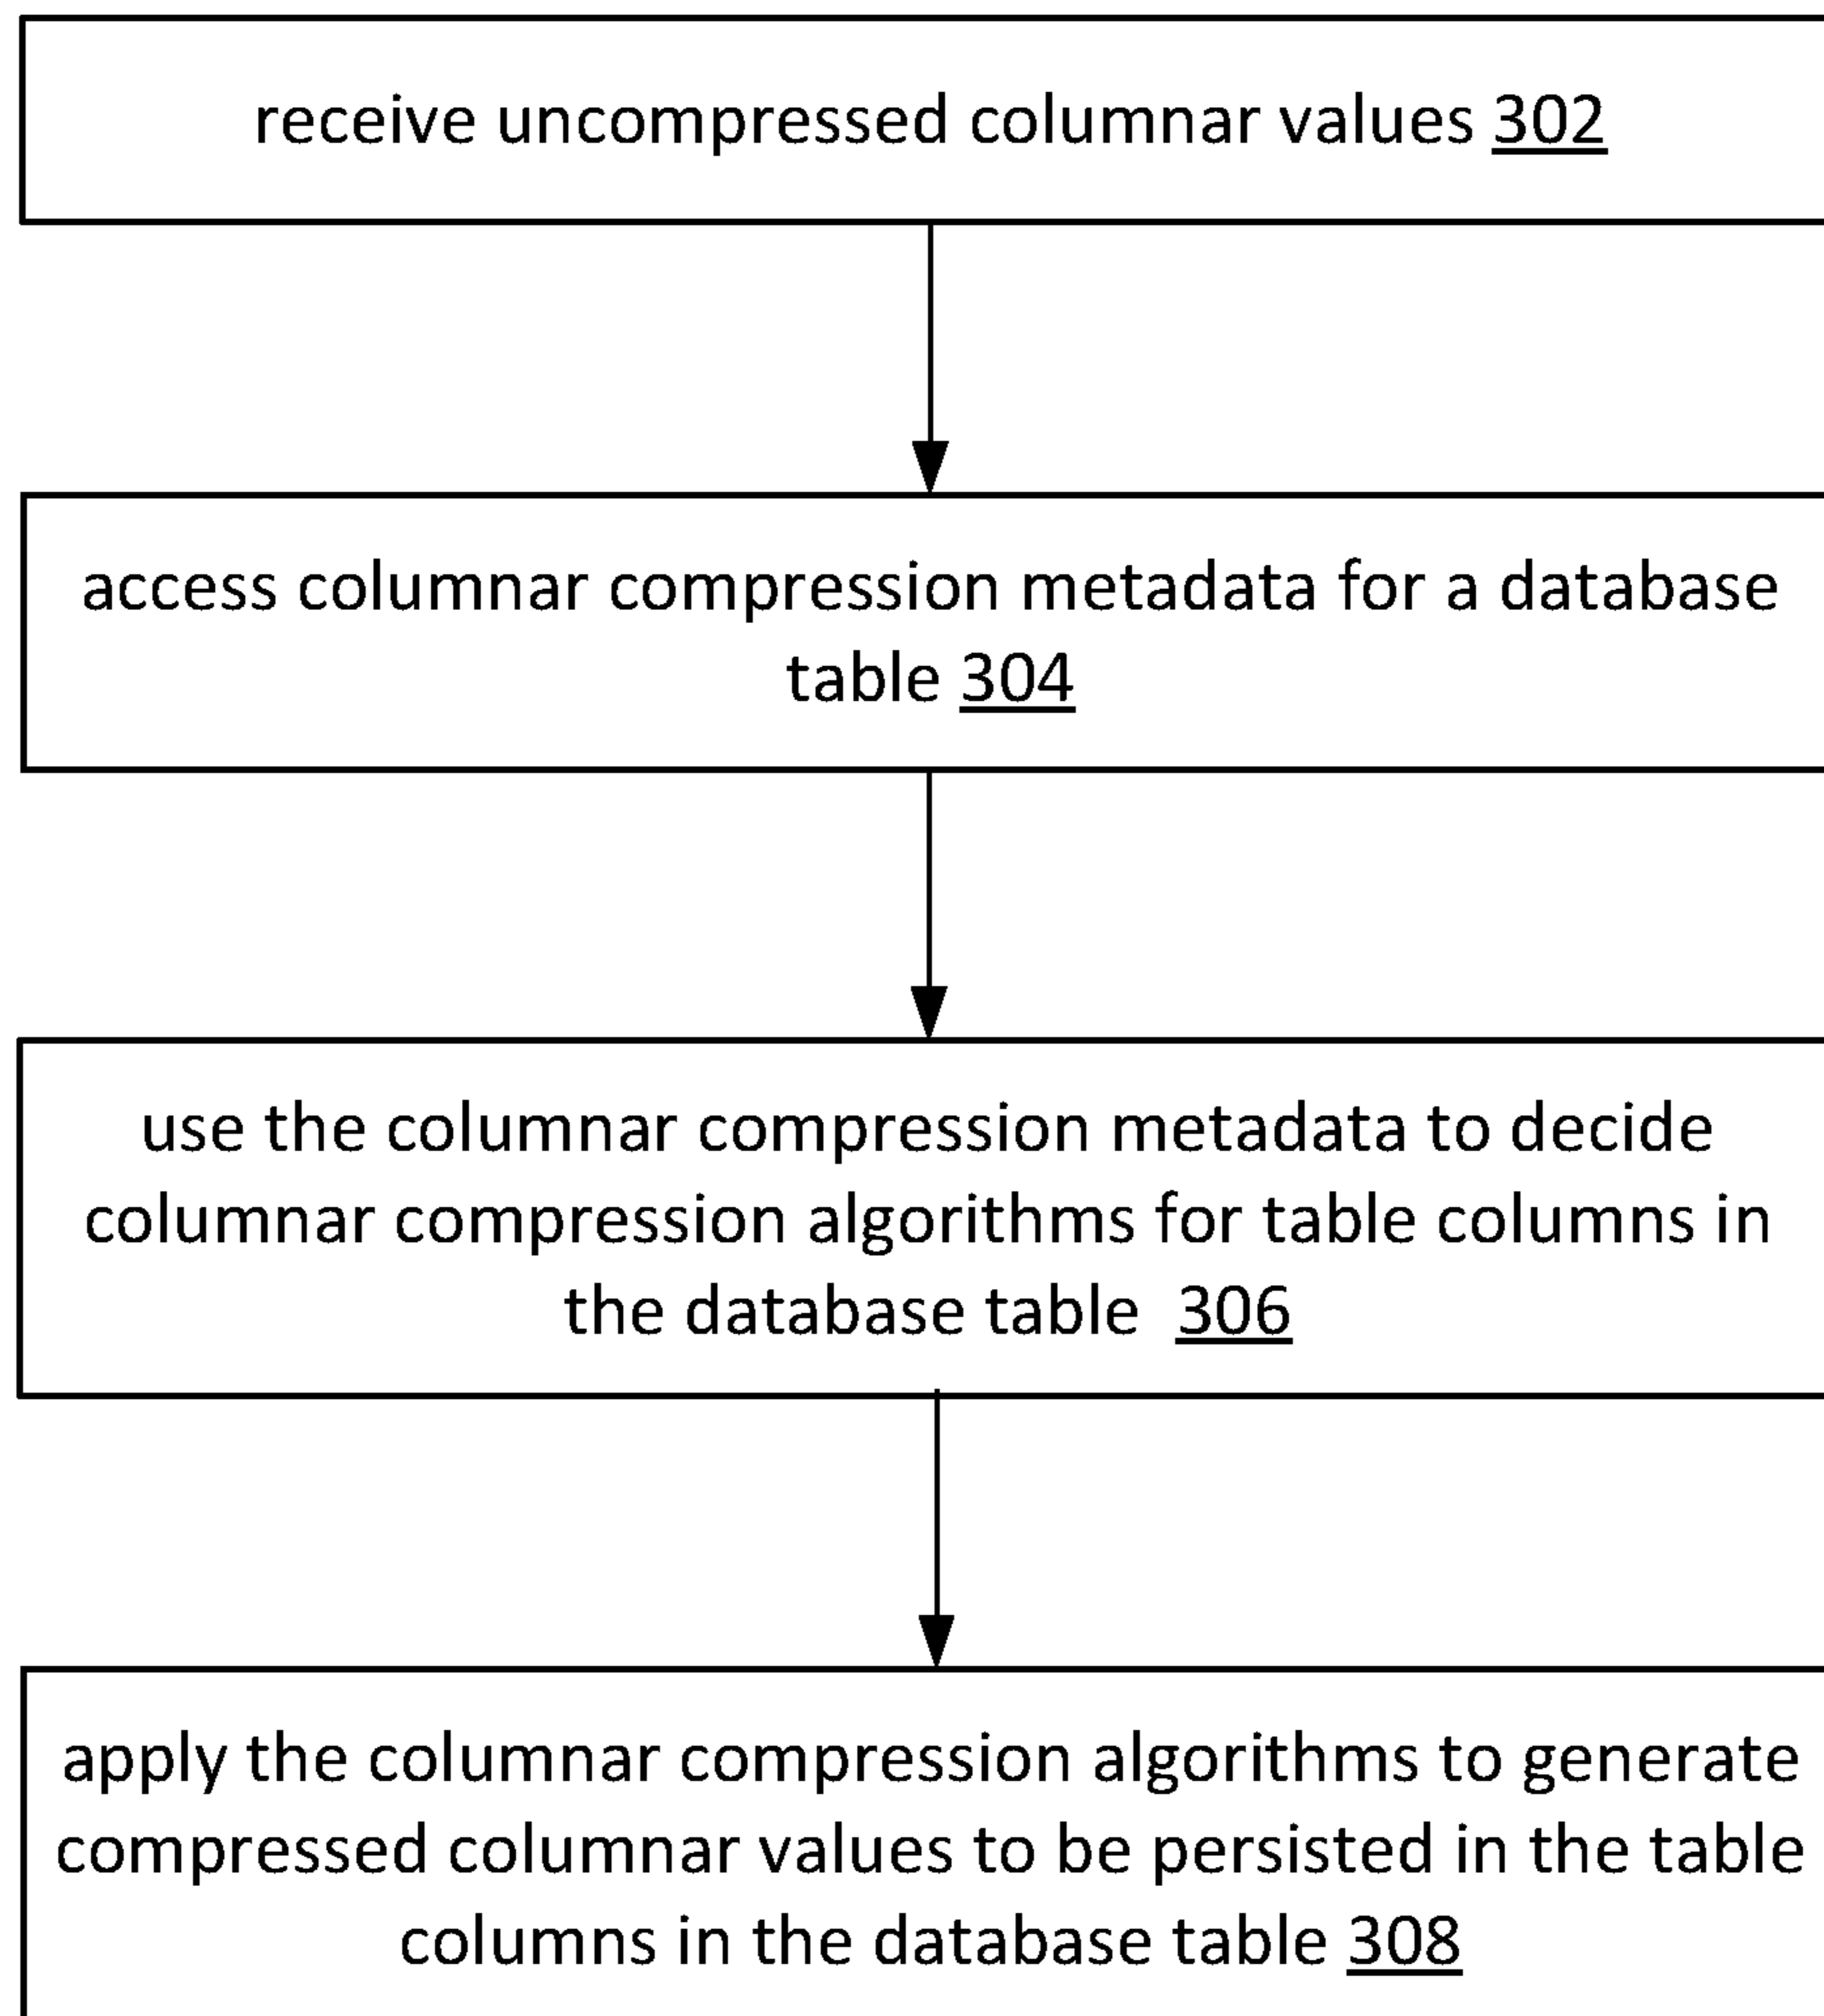 receive uncompressed columnar values 302
access columnar compression metadata for a database
table 304
use the columnar compression metadata to decide
columnar compression algorithms for table columns in
the database table 306
apply the columnar compression algorithms to generate
compressed columnar values to be persisted in the table
columns in the database table 308